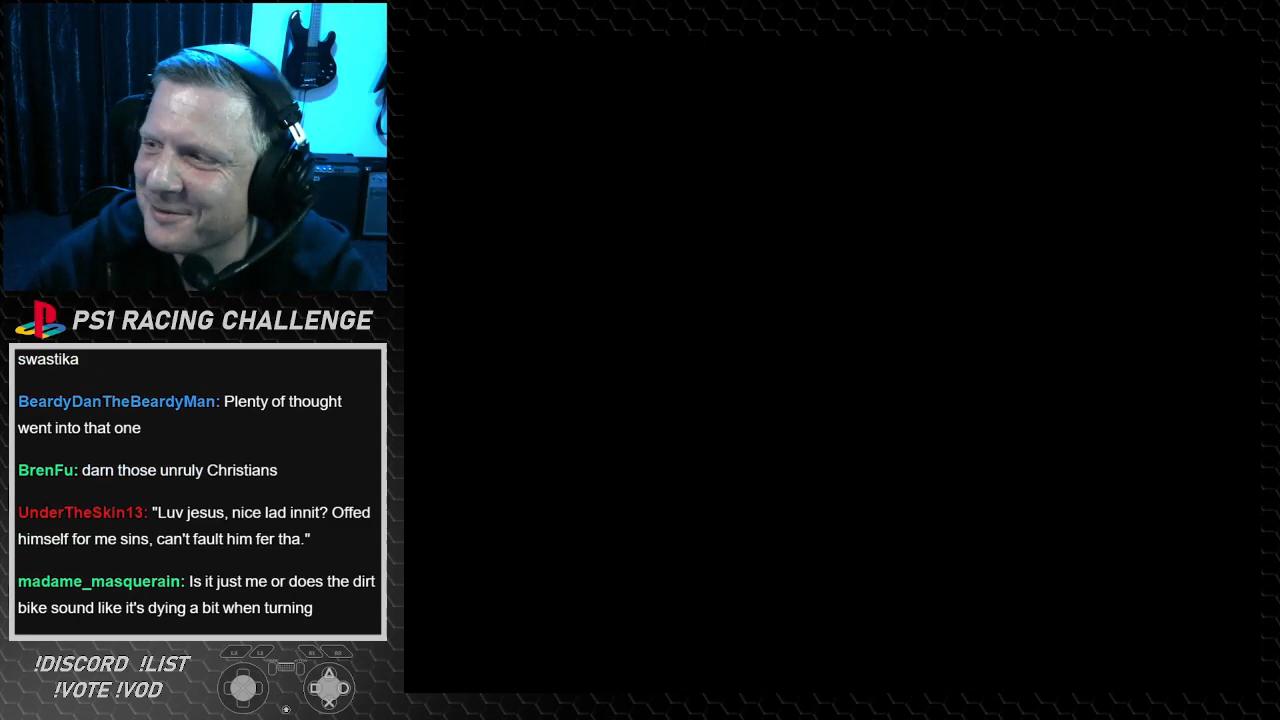 PS1 RACING CHALLENGE
swastika
BeardyDanTheBeardyMan: Plenty of thought
went into that one
BrenFu: darn those unruly Christians
UnderTheSkin13: "Luv jesus, nice lad innit? Offed
himself for me sins, can't fault him fer tha."
madame_masquerain: Is it just me or does the dirt
bike sound like it's dying a bit when turning
!DISCORD !LIST
!VOTE !VOD